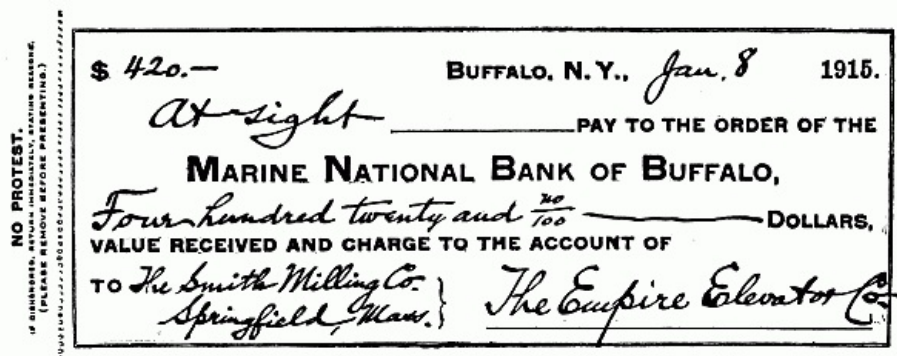 NO PROTEST.
IF DISHONORED, RETURN IMMEDIATELY, STATING REASONS.
(PLEASE REMOVE BEFORE PRESENTING.)
$ 420.— BUFFALO, N.Y., Jan. 8 1915.
At sight PAY TO THE ORDER OF THE
MARINE NATIONAL BANK OF BUFFALO,
Four hundred twenty and no/100 DOLLARS,
VALUE RECEIVED AND CHARGE TO THE ACCOUNT OF
TO The Smith Milling Co. } The Empire Elevator Co.
Springfield, Mass.